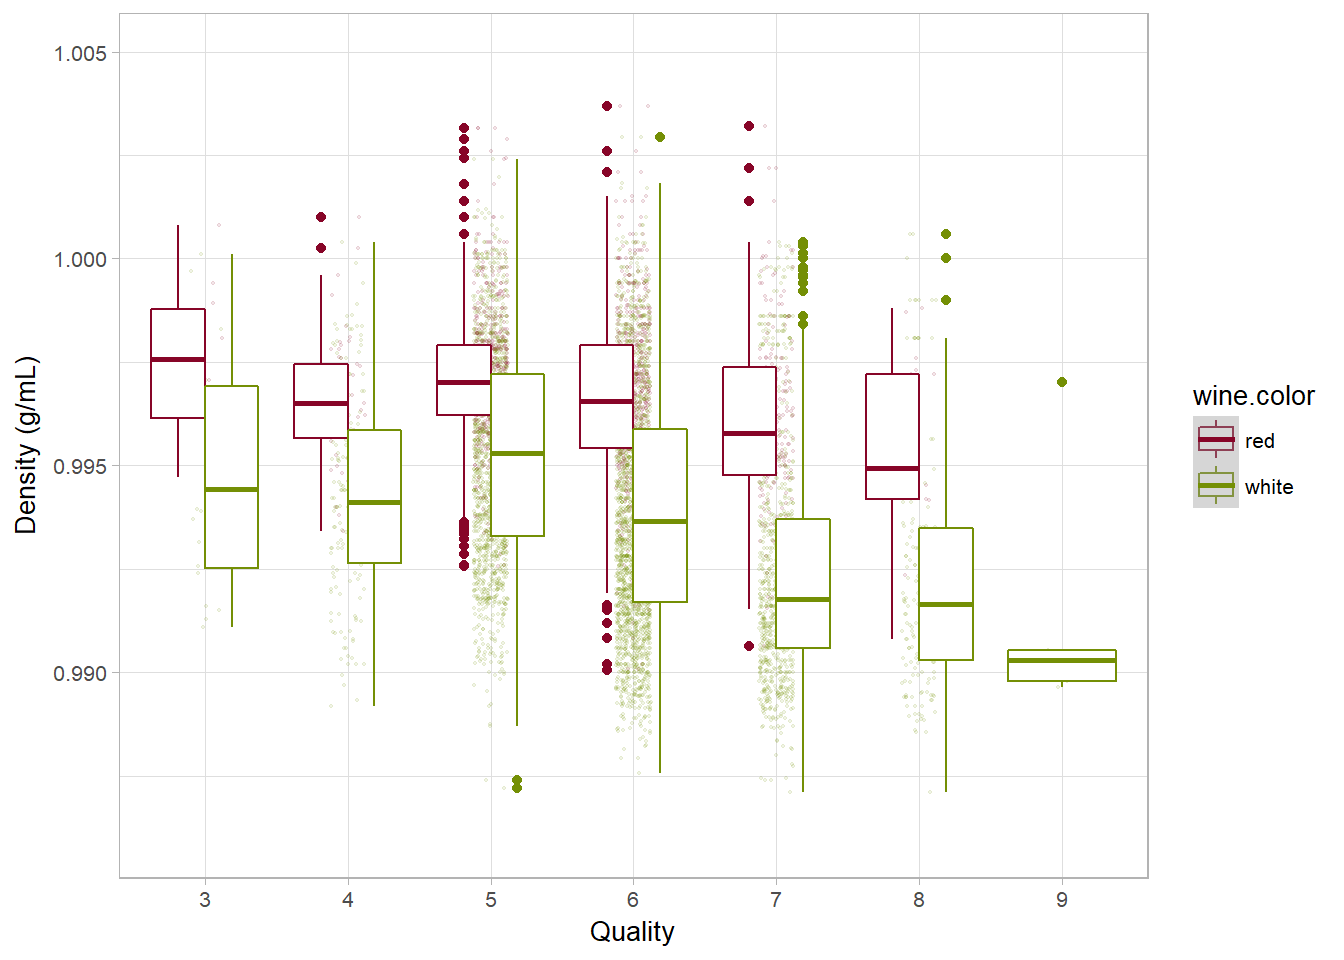 1.005
1.000
0.995
0.990
Density (g/mL)
3 4 5 6 7 8 9
Quality
wine.color
red
white